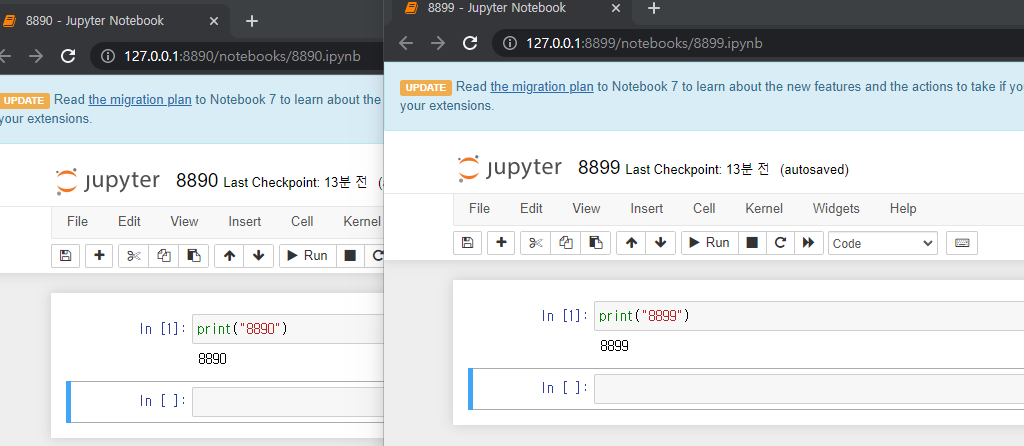 8890 - Jupyter Notebook
127.0.0.1:8890/notebooks/8890.ipynb
UPDATE Read the migration plan to Notebook 7 to learn about the
your extensions.
jupyter 8890 Last Checkpoint: 13분 전
File Edit View Insert Cell Kernel
Run
In [1]: print("8890")
8890
In [ ]:
8899 - Jupyter Notebook
127.0.0.1:8899/notebooks/8899.ipynb
UPDATE Read the migration plan to Notebook 7 to learn about the new features and the actions to take if yo
your extensions.
jupyter 8899 Last Checkpoint: 13분 전 (autosaved)
File Edit View Insert Cell Kernel Widgets Help
Run Code
In [1]: print("8899")
8899
In [ ]: